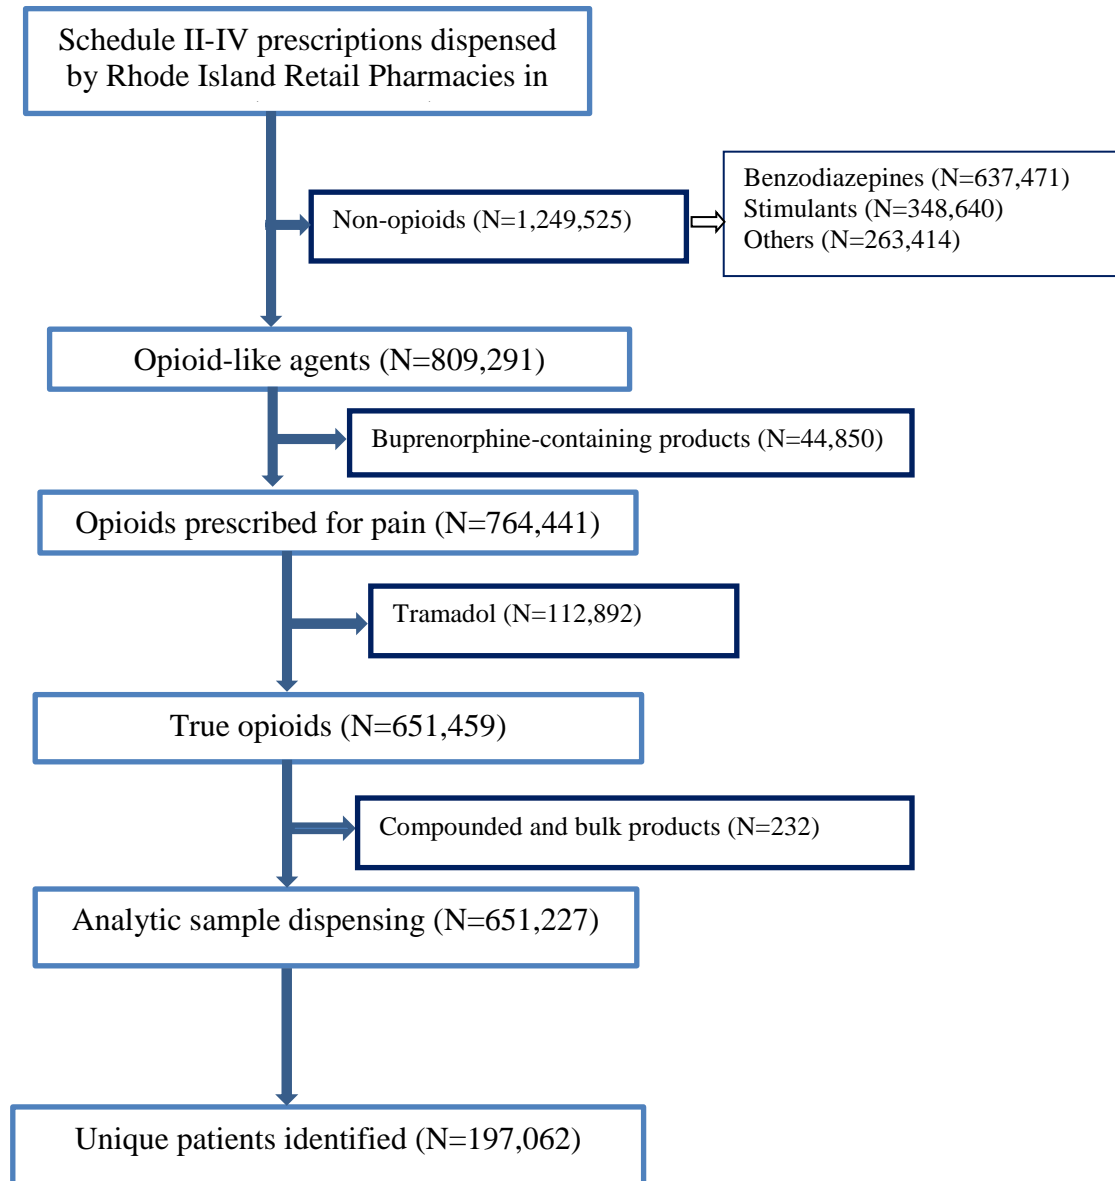 Schedule II-IV prescriptions dispensed
by Rhode Island Retail Pharmacies in
Non-opioids (N=1,249,525)
Benzodiazepines (N=637,471)
Stimulants (N=348,640)
Others (N=263,414)
Opioid-like agents (N=809,291)
Buprenorphine-containing products (N=44,850)
Opioids prescribed for pain (N=764,441)
Tramadol (N=112,892)
True opioids (N=651,459)
Compounded and bulk products (N=232)
Analytic sample dispensing (N=651,227)
Unique patients identified (N=197,062)